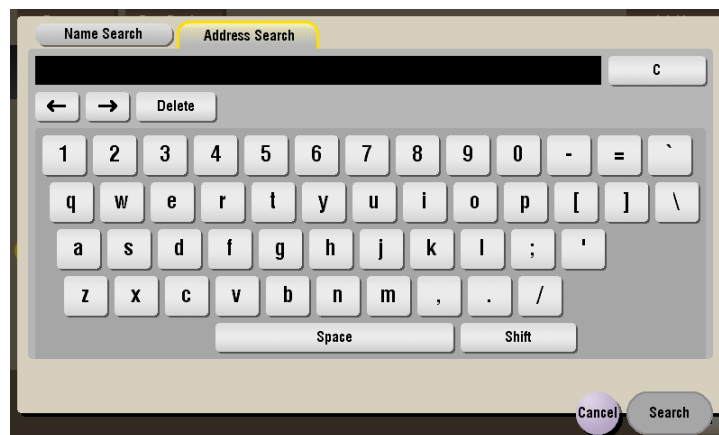 Name Search Address Search
C
← → Delete
1 2 3 4 5 6 7 8 9 0 - = `
q w e r t y u i o p [ ] \
a s d f g h j k l ; '
z x c v b n m , . /
Space Shift
Cancel Search